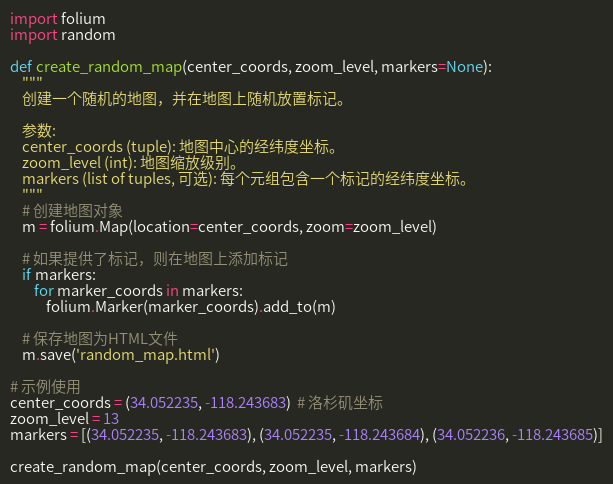 import folium
import random
def create_random_map(center_coords, zoom_level, markers=None):
"""
创建一个随机的地图，并在地图上随机放置标记。
参数:
center_coords (tuple): 地图中心的经纬度坐标。
zoom_level (int): 地图缩放级别。
markers (list of tuples, 可选): 每个元组包含一个标记的经纬度坐标。
"""
# 创建地图对象
m = folium.Map(location=center_coords, zoom=zoom_level)
# 如果提供了标记，则在地图上添加标记
if markers:
for marker_coords in markers:
folium.Marker(marker_coords).add_to(m)
# 保存地图为HTML文件
m.save('random_map.html')
# 示例使用
center_coords = (34.052235, -118.243683)  # 洛杉矶坐标
zoom_level = 13
markers = [(34.052235, -118.243683), (34.052235, -118.243684), (34.052236, -118.243685)]
create_random_map(center_coords, zoom_level, markers)